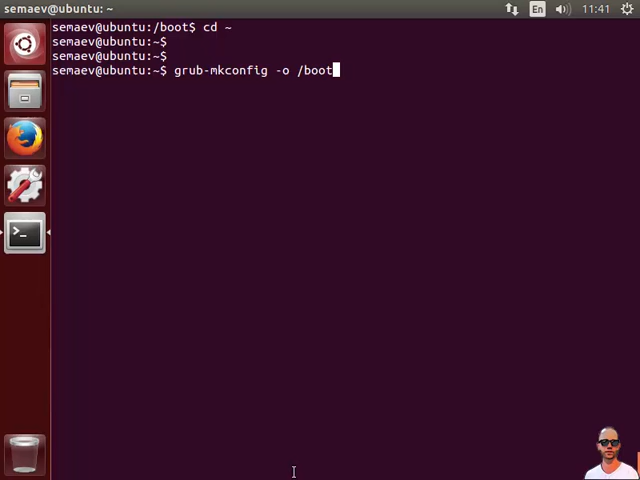 semaev@ubuntu: ~
En
11:41
semaev@ubuntu:/boot$ cd ~
semaev@ubuntu:~$
semaev@ubuntu:~$
semaev@ubuntu:~$ grub-mkconfig -o /boot
>_